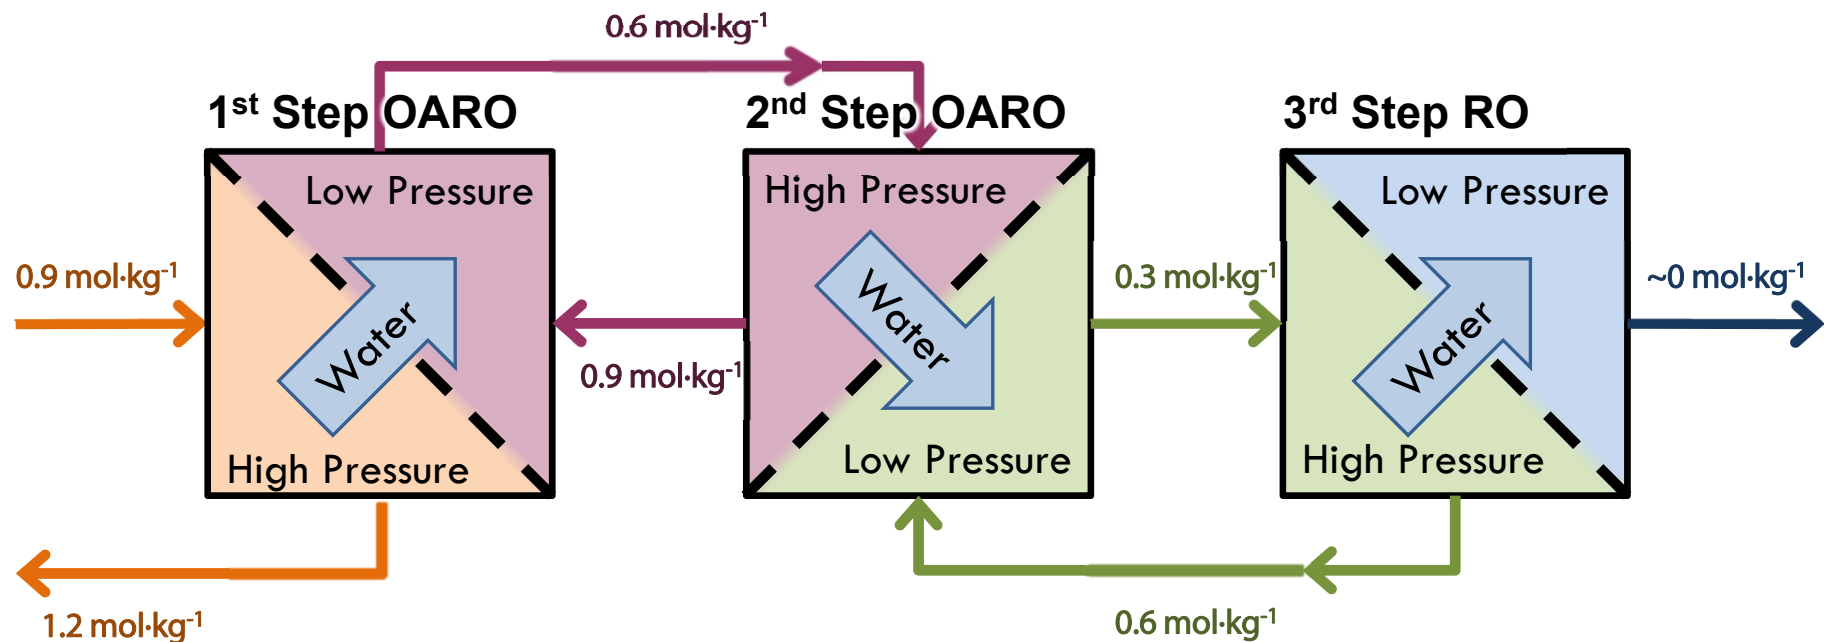 0.6 mol·kg⁻¹
1ˢᵗ Step OARO
2ⁿᵈ Step OARO
3ʳᵈ Step RO
Low Pressure
High Pressure
Low Pressure
0.9 mol·kg⁻¹
Water
Water
0.3 mol·kg⁻¹
Water
~0 mol·kg⁻¹
0.9 mol·kg⁻¹
High Pressure
Low Pressure
High Pressure
1.2 mol·kg⁻¹
0.6 mol·kg⁻¹